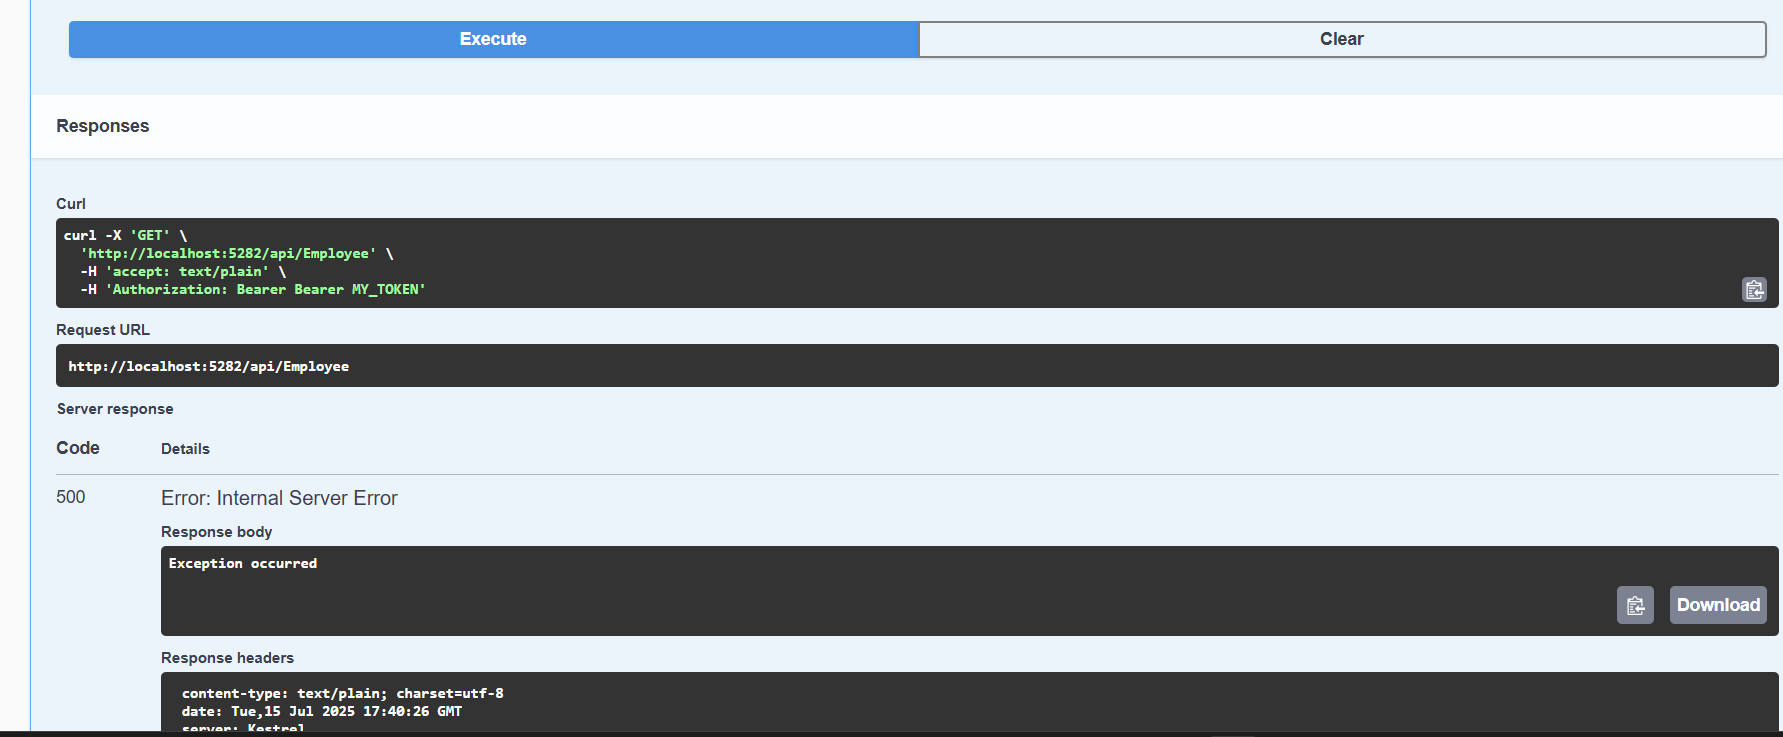 Execute
Clear
Responses
Curl
curl -X 'GET' \
'http://localhost:5282/api/Employee' \
-H 'accept: text/plain' \
-H 'Authorization: Bearer Bearer MY_TOKEN'
Request URL
http://localhost:5282/api/Employee
Server response
Code
Details
500
Error: Internal Server Error
Response body
Exception occurred
Download
Response headers
content-type: text/plain; charset=utf-8
date: Tue,15 Jul 2025 17:40:26 GMT
server: Kestrel